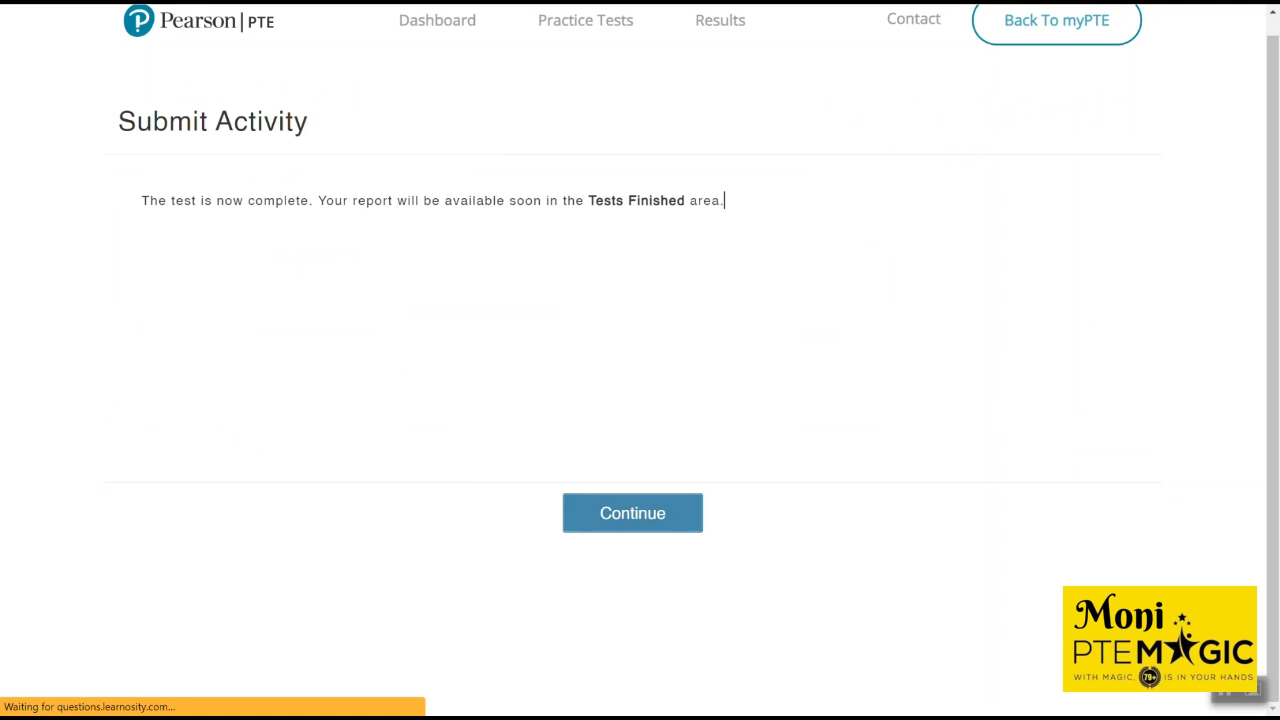 Pearson | PTE
Dashboard
Practice Tests
Results
Contact
Back To myPTE
Submit Activity
The test is now complete. Your report will be available soon in the Tests Finished area.
Continue
Moni
PTEMAGIC
WITH MAGIC, 79+ IS IN YOUR HANDS
Waiting for questions.learnosity.com...